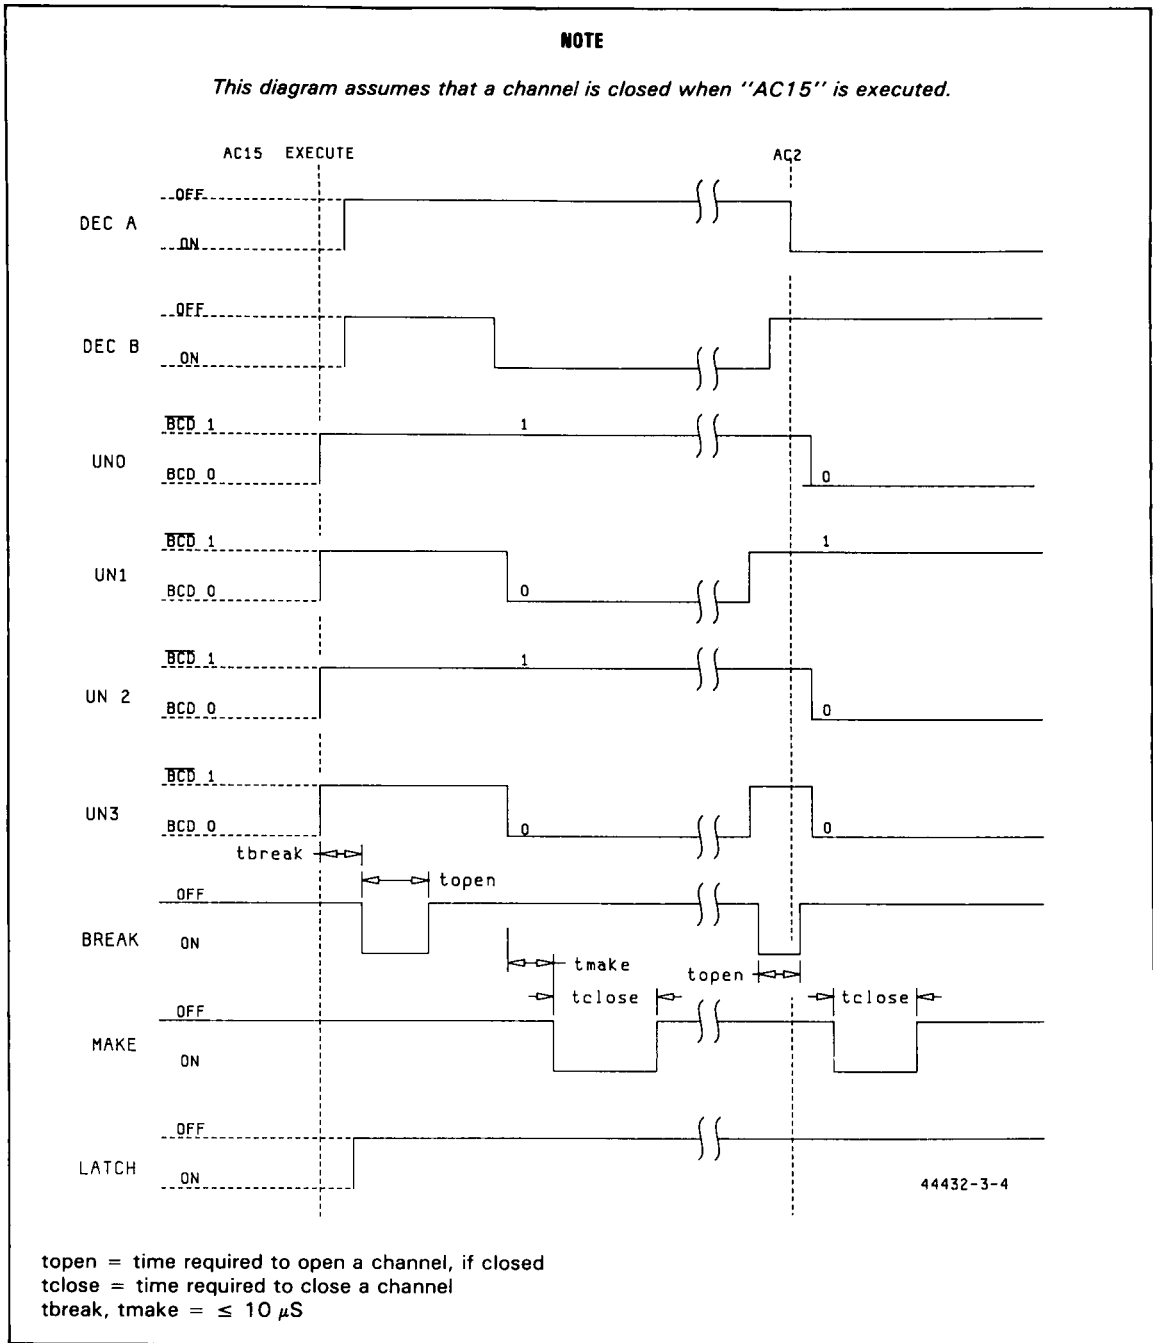 NOTE
This diagram assumes that a channel is closed when "AC15" is executed.
AC15 EXECUTE
AC2
DEC A
OFF
ON
DEC B
OFF
ON
UN0
BCD 1
BCD 0
1
0
UN1
BCD 1
BCD 0
0
1
UN 2
BCD 1
BCD 0
1
0
UN3
BCD 1
BCD 0
0
0
tbreak
topen
BREAK
OFF
ON
tmake
topen
tclose
tclose
MAKE
OFF
ON
LATCH
OFF
ON
44432-3-4
topen = time required to open a channel, if closed
tclose = time required to close a channel
tbreak, tmake = ≤ 10 μS